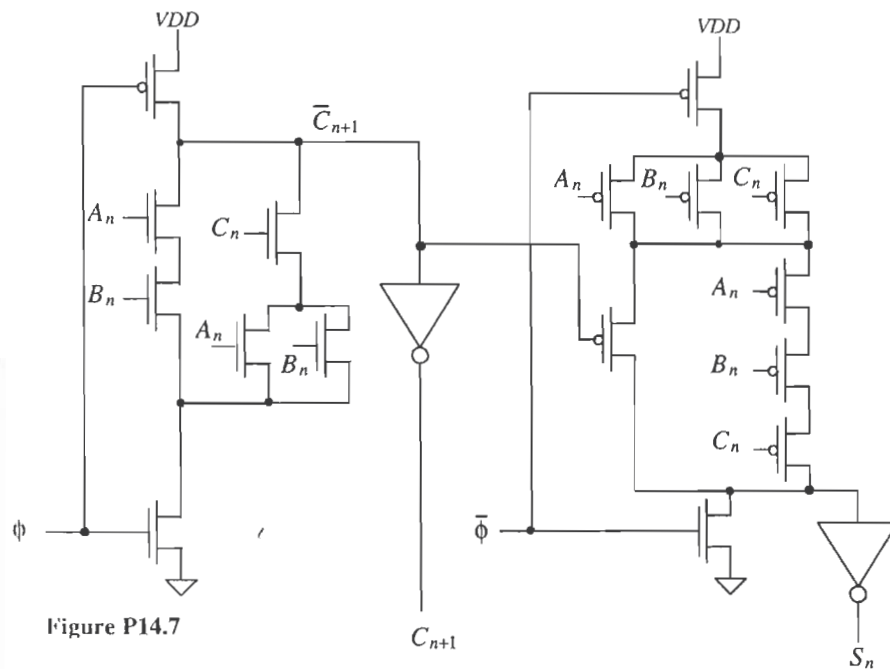 VDD
VDD
C̄ₙ₊₁
Aₙ
Bₙ
Cₙ
Aₙ
Cₙ
Aₙ
Bₙ
Aₙ
Bₙ
Bₙ
Cₙ
ϕ
ϕ̄
Figure P14.7
Cₙ₊₁
Sₙ